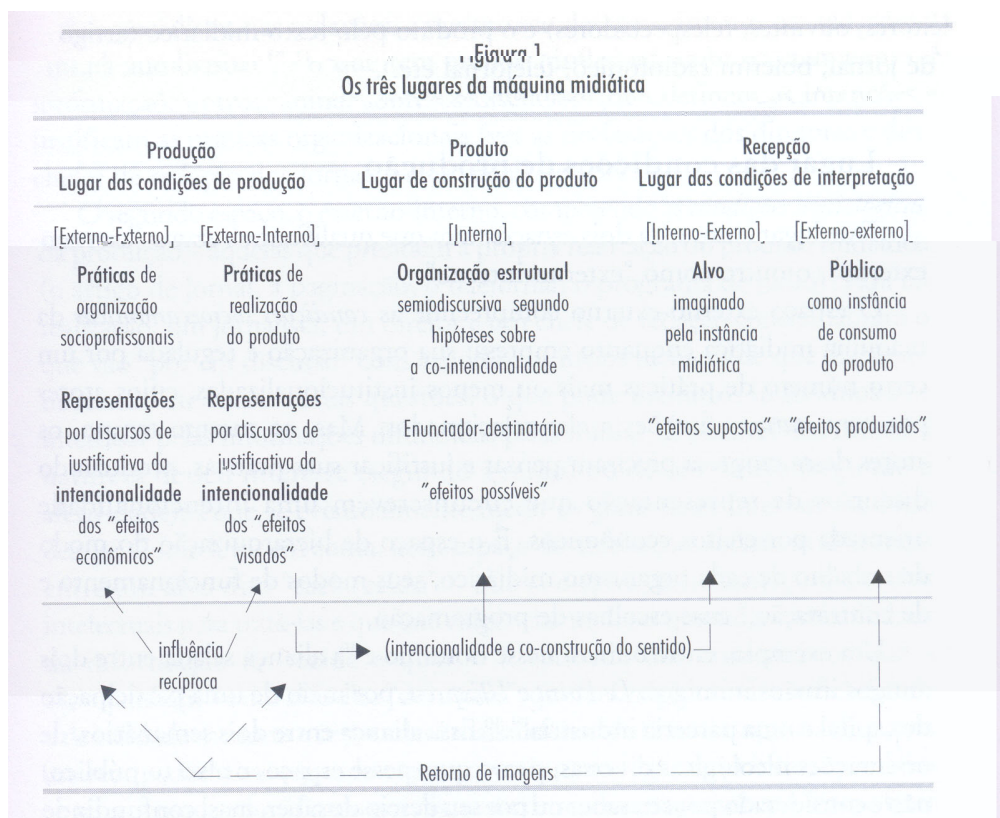 Figura 1
Os três lugares da máquina midiática
Produção
Lugar das condições de produção
Produto
Lugar de construção do produto
Recepção
Lugar das condições de interpretação
[Externo-Externo]
Práticas de
organização
socioprofissonais
Representações
por discursos de
justificativa da
intencionalidade
dos "efeitos
econômicos"
[Externo-Interno]
Práticas de
realização
do produto
Representações
por discursos de
justificativa da
intencionalidade
dos "efeitos
visados"
[Interno]
Organização estrutural
semiodiscursiva segundo
hipóteses sobre
a co-intencionalidade
Enunciador-destinatário
"efeitos possíveis"
[Interno-Externo]
Alvo
imaginado
pela instância
midiática
"efeitos supostos"
[Externo-externo]
Público
como instância
de consumo
do produto
"efeitos produzidos"
influência
recíproca
(intencionalidade e co-construção do sentido)
Retorno de imagens